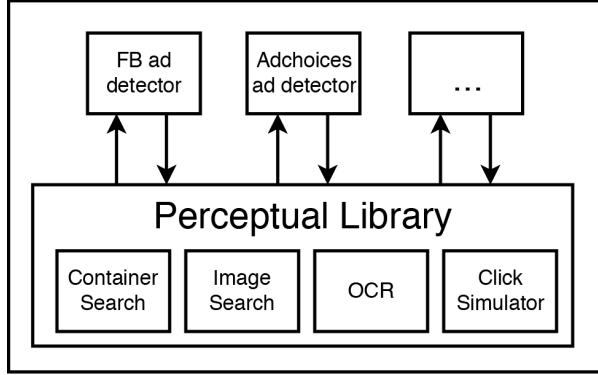 FB ad
detector
Adchoices
ad detector
...
Perceptual Library
Container
Search
Image
Search
OCR
Click
Simulator